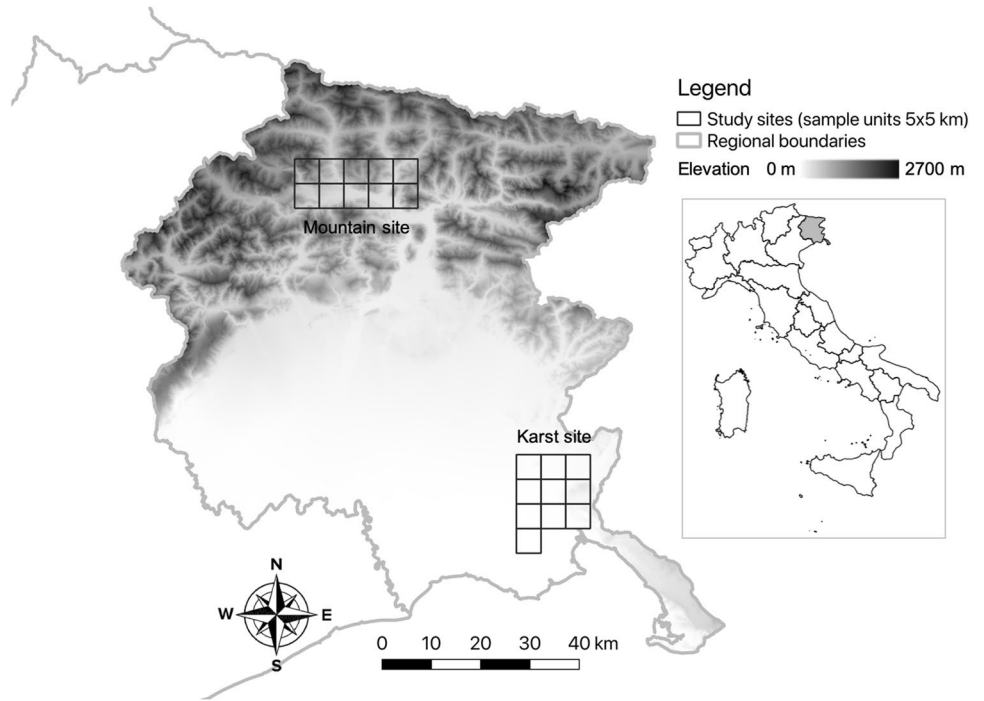 Legend
Study sites (sample units 5x5 km)
Regional boundaries
Elevation 0 m 2700 m
Mountain site
Karst site
N
W E
S
0 10 20 30 40 km